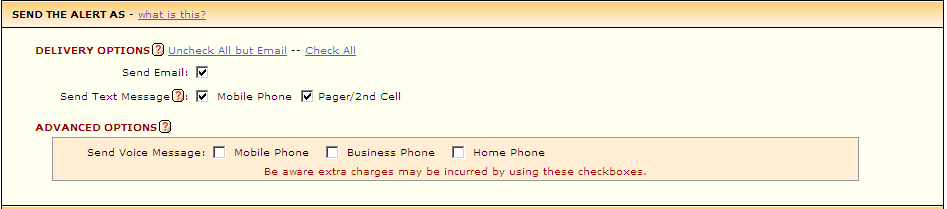 SEND THE ALERT AS - what is this?
DELIVERY OPTIONS ? Uncheck All but Email -- Check All
Send Email:
Send Text Message ? : Mobile Phone Pager/2nd Cell
ADVANCED OPTIONS ?
Send Voice Message: Mobile Phone Business Phone Home Phone
Be aware extra charges may be incurred by using these checkboxes.